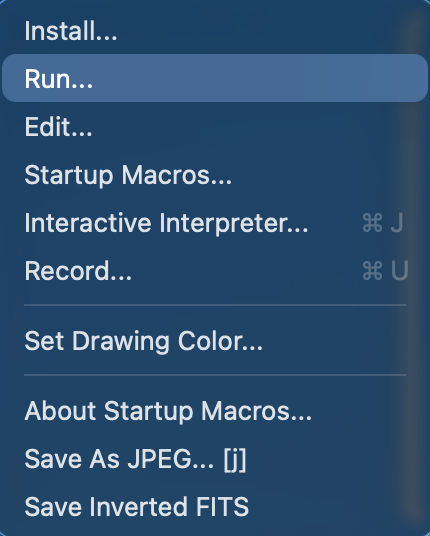 Install...
Run...
Edit...
Startup Macros...
Interactive Interpreter... ⌘ J
Record... ⌘ U
Set Drawing Color...
About Startup Macros...
Save As JPEG... [j]
Save Inverted FITS